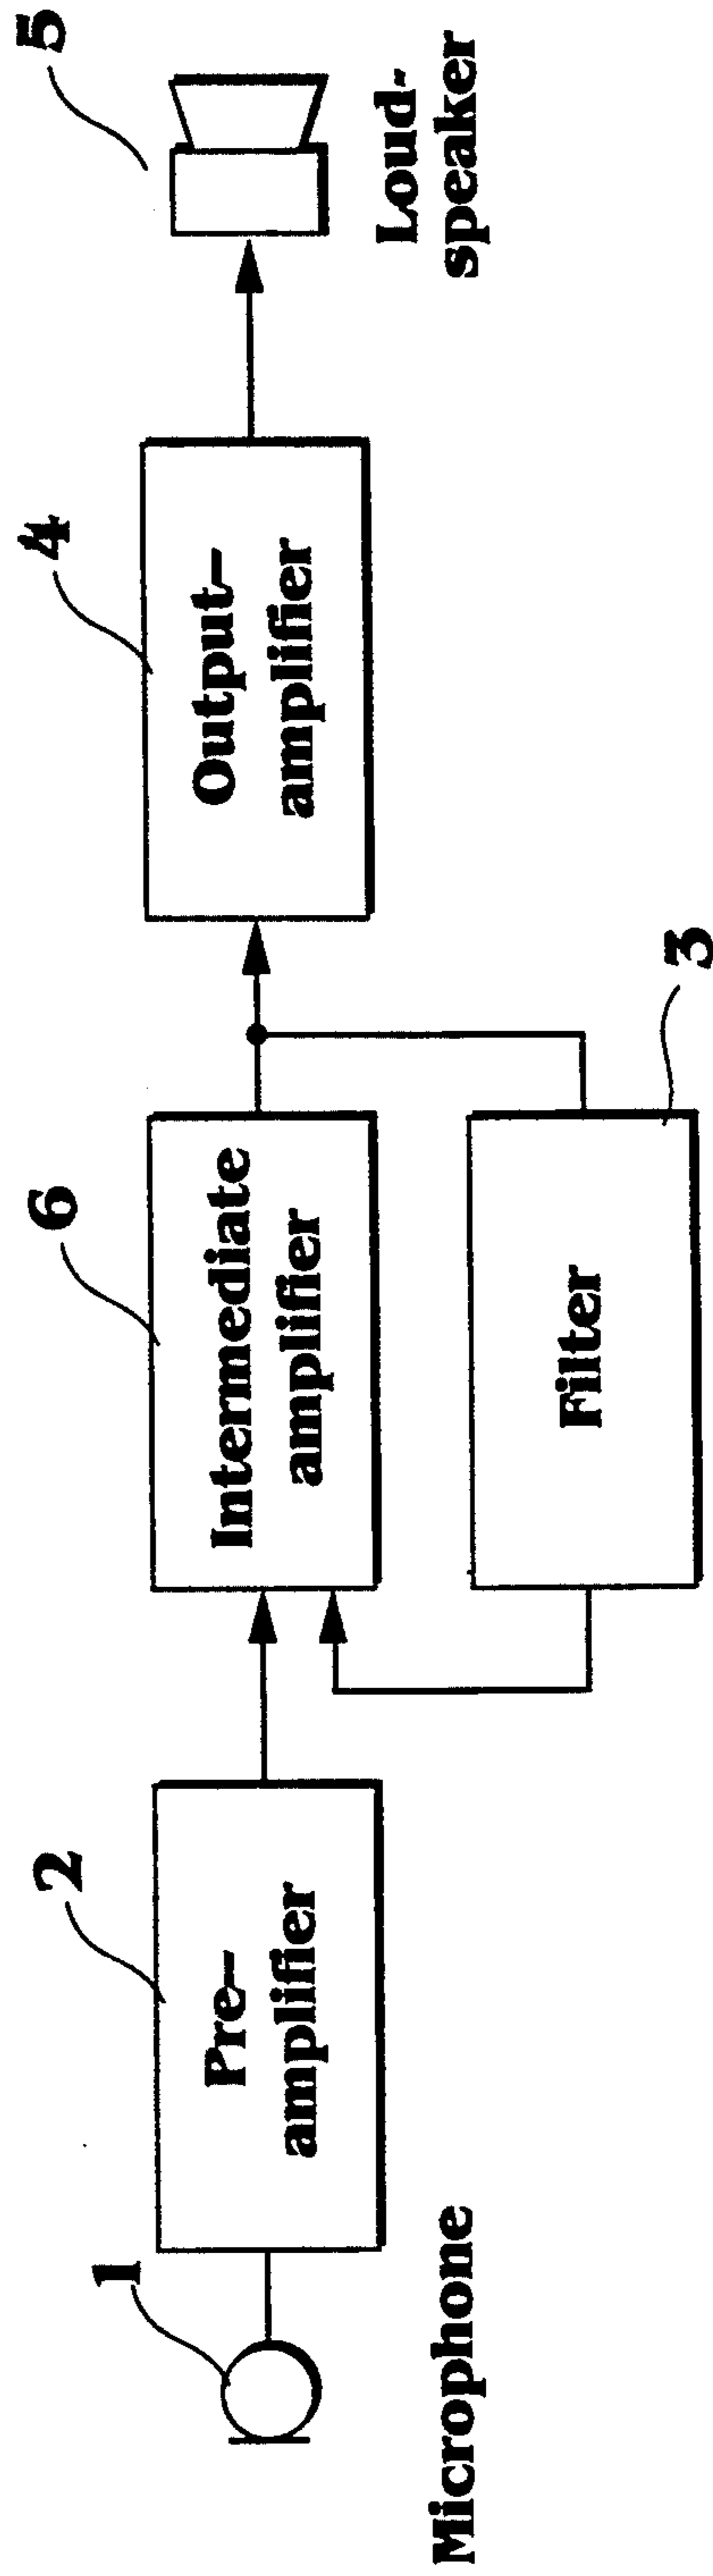 1
2
6
4
5
Pre-
amplifier
Intermediate
amplifier
Output-
amplifier
Loud-
speaker
Microphone
Filter
3